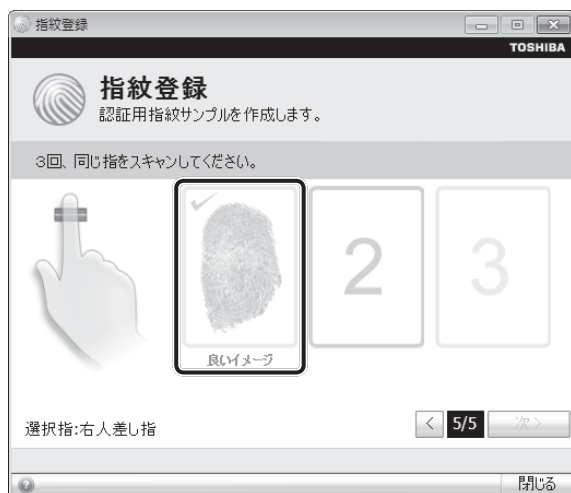 指紋登録
TOSHIBA
指紋登録
認証用指紋サンプルを作成します。
3回、同じ指をスキャンしてください。
2
3
良いイメージ
選択指:右人差し指
< 5/5 次>
閉じる